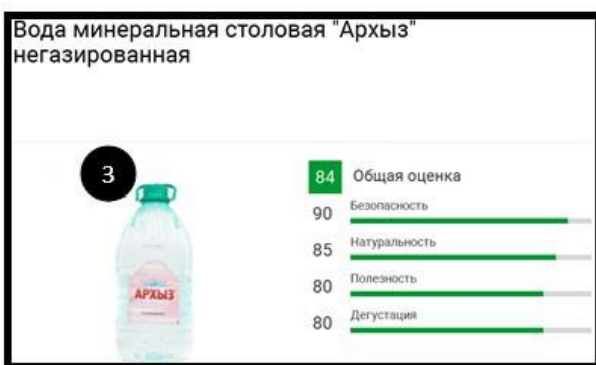 Вода минеральная столовая "Архыз"
негазированная
3
АРХЫЗ
84 Общая оценка
90 Безопасность
85 Натуральность
80 Полезность
80 Дегустация